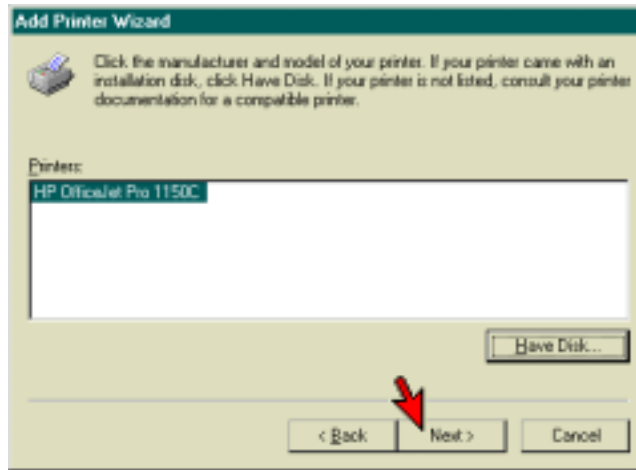 Add Printer Wizard
Click the manufacturer and model of your printer. If your printer came with an
installation disk, click Have Disk. If your printer is not listed, consult your printer
documentation for a compatible printer.
Printers:
HP OfficeJet Pro 1150C
Have Disk...
< Back Next > Cancel